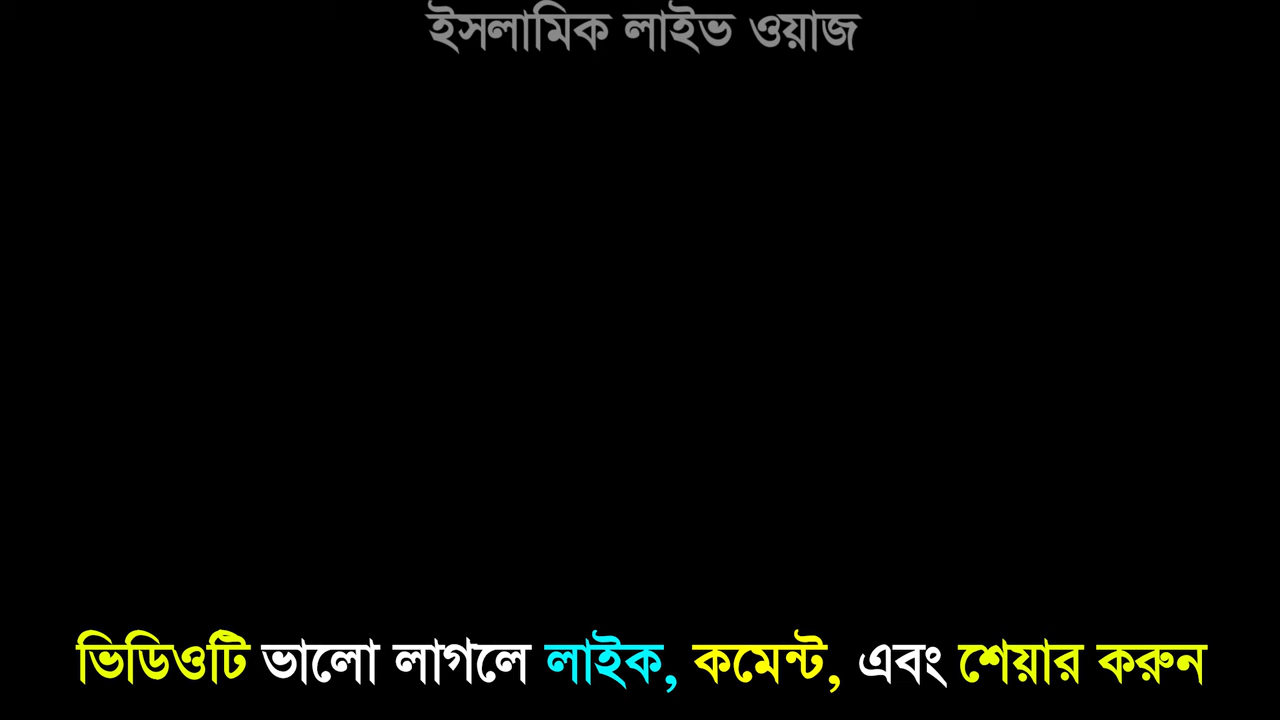 ইসলামিক লাইভ ওয়াজ
ভিডিওটি ভালো লাগলে লাইক, কমেন্ট, এবং শেয়ার করুন